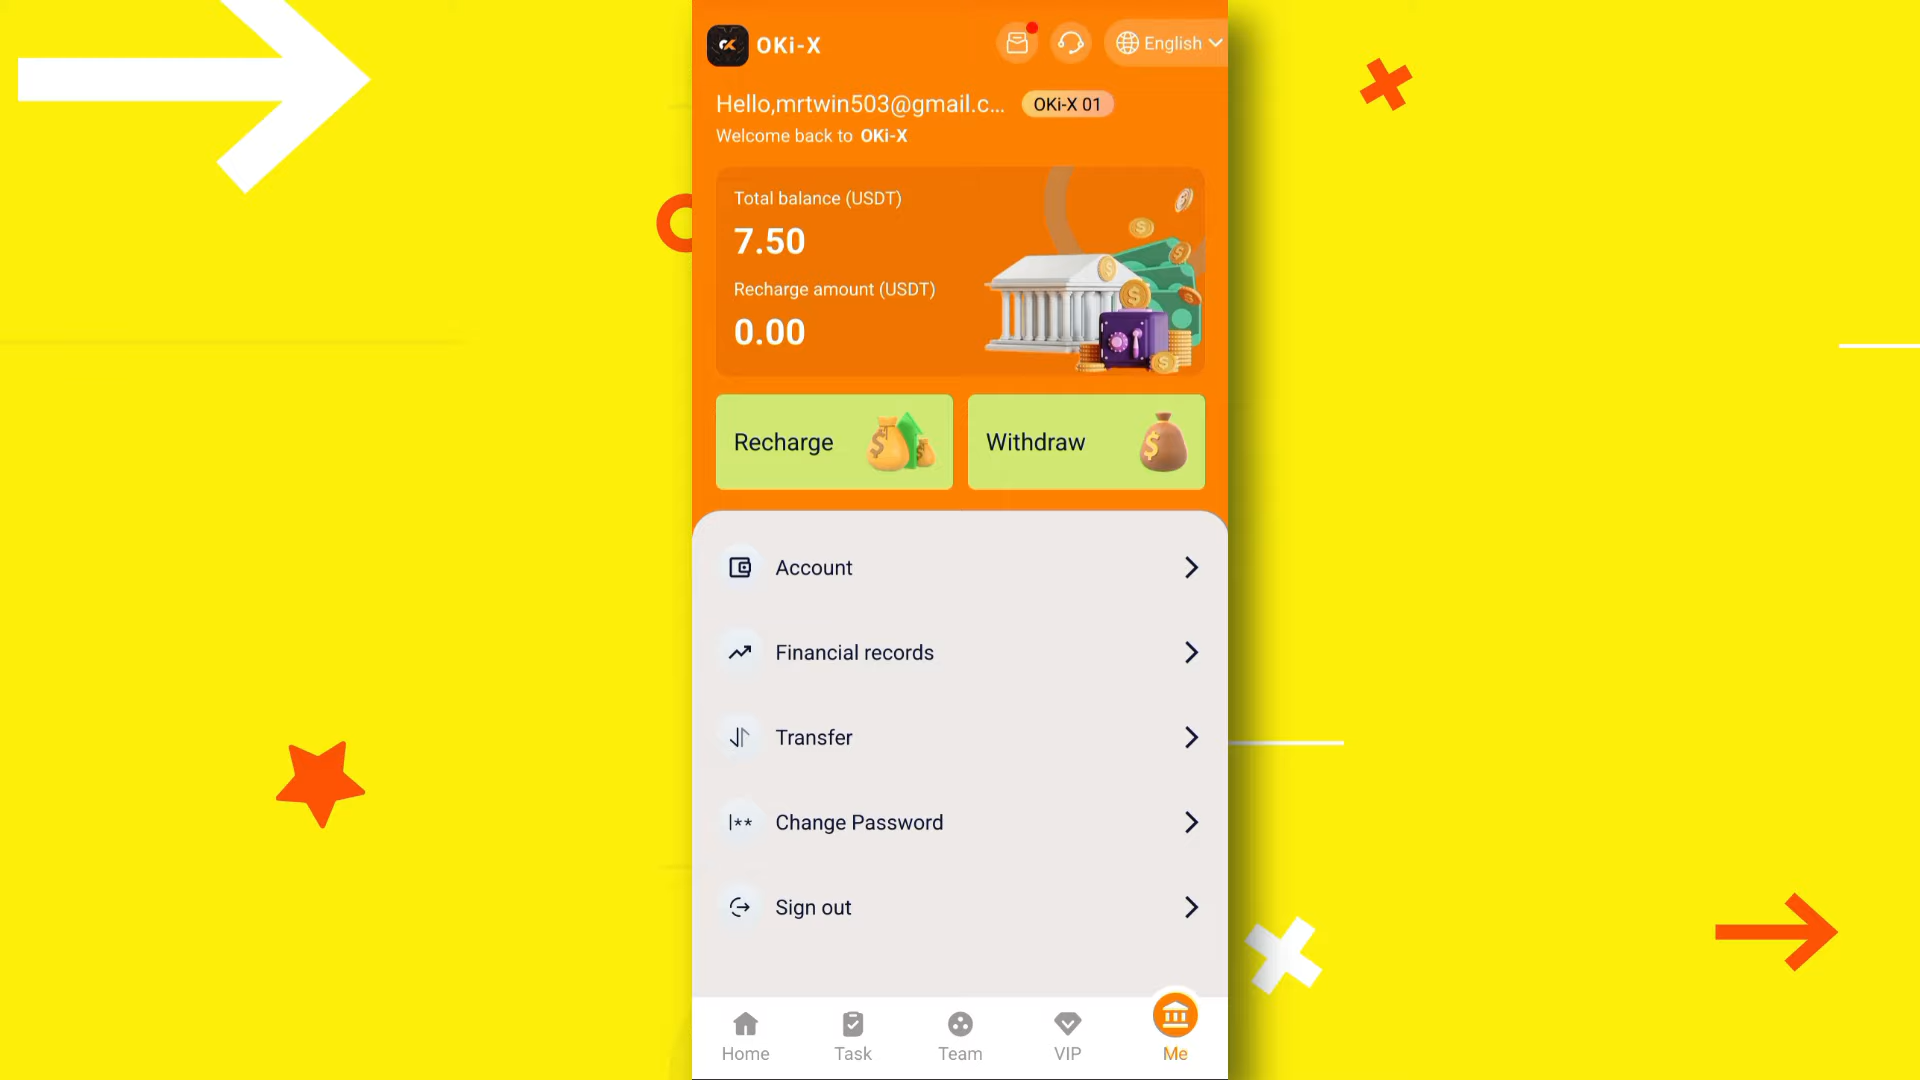 OKi-X
English
Hello,mrtwin503@gmail.c...
OKi-X 01
Welcome back to OKi-X
Total balance (USDT)
7.50
Recharge amount (USDT)
0.00
Recharge
Withdraw
Account
Financial records
Transfer
Change Password
Sign out
Home
Task
Team
VIP
Me